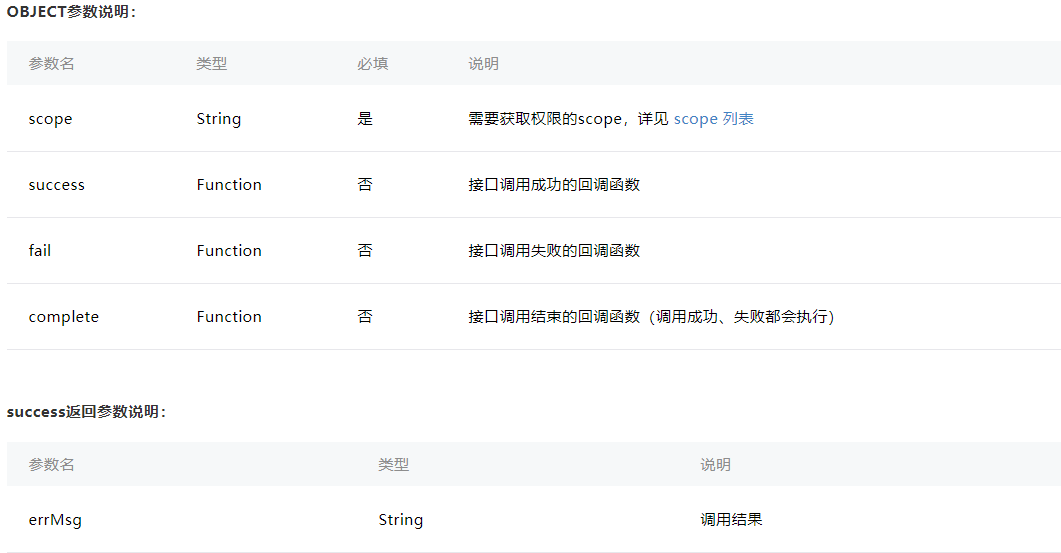 OBJECT参数说明：
参数名 类型 必填 说明
scope String 是 需要获取权限的scope，详见 scope 列表
success Function 否 接口调用成功的回调函数
fail Function 否 接口调用失败的回调函数
complete Function 否 接口调用结束的回调函数（调用成功、失败都会执行）
success返回参数说明：
参数名 类型 说明
errMsg String 调用结果